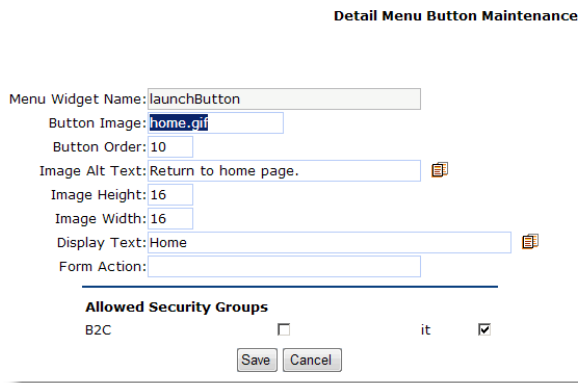 Detail Menu Button Maintenance
Menu Widget Name: launchButton
Button Image: home.gif
Button Order: 10
Image Alt Text: Return to home page.
Image Height: 16
Image Width: 16
Display Text: Home
Form Action:
Allowed Security Groups
B2C it
Save Cancel